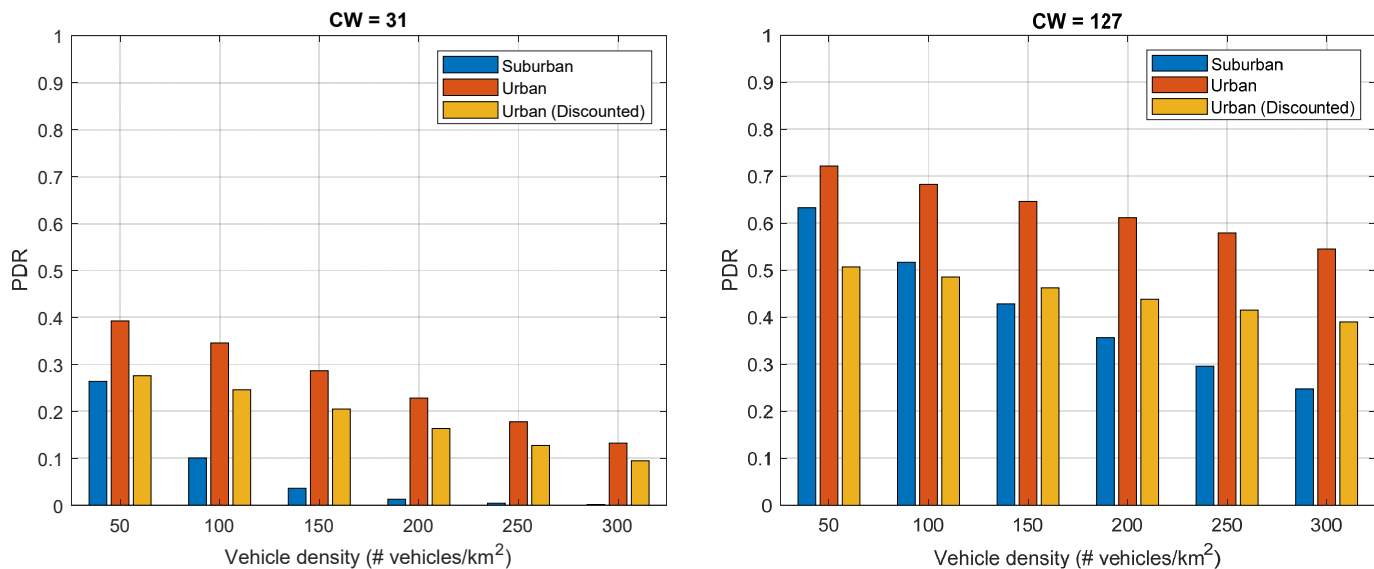 CW = 31
1
0.9
0.8
0.7
0.6
0.5
0.4
0.3
0.2
0.1
0
PDR
Suburban
Urban
Urban (Discounted)
50 100 150 200 250 300
Vehicle density (# vehicles/km²)
CW = 127
1
0.9
0.8
0.7
0.6
0.5
0.4
0.3
0.2
0.1
0
PDR
Suburban
Urban
Urban (Discounted)
50 100 150 200 250 300
Vehicle density (# vehicles/km²)